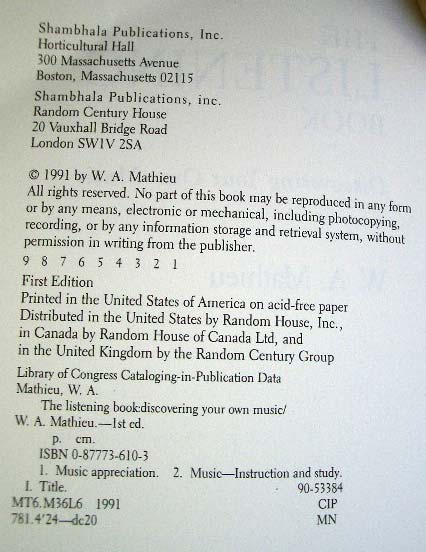 Shambhala Publications, Inc.
Horticultural Hall
300 Massachusetts Avenue
Boston, Massachusetts 02115
Shambhala Publications, inc.
Random Century House
20 Vauxhall Bridge Road
London SW1V 2SA
© 1991 by W. A. Mathieu
All rights reserved. No part of this book may be reproduced in any form
or by any means, electronic or mechanical, including photocopying,
recording, or by any information storage and retrieval system, without
permission in writing from the publisher.
9 8 7 6 5 4 3 2 1
First Edition
Printed in the United States of America on acid-free paper
Distributed in the United States by Random House, Inc.,
in Canada by Random House of Canada Ltd, and
in the United Kingdom by the Random Century Group
Library of Congress Cataloging-in-Publication Data
Mathieu, W. A.
The listening book:discovering your own music/
W. A. Mathieu.—1st ed.
p. cm.
ISBN 0-87773-610-3
1. Music appreciation. 2. Music—Instruction and study.
I. Title. 90-53384
MT6.M36L6 1991 CIP
781.4'24—dc20 MN